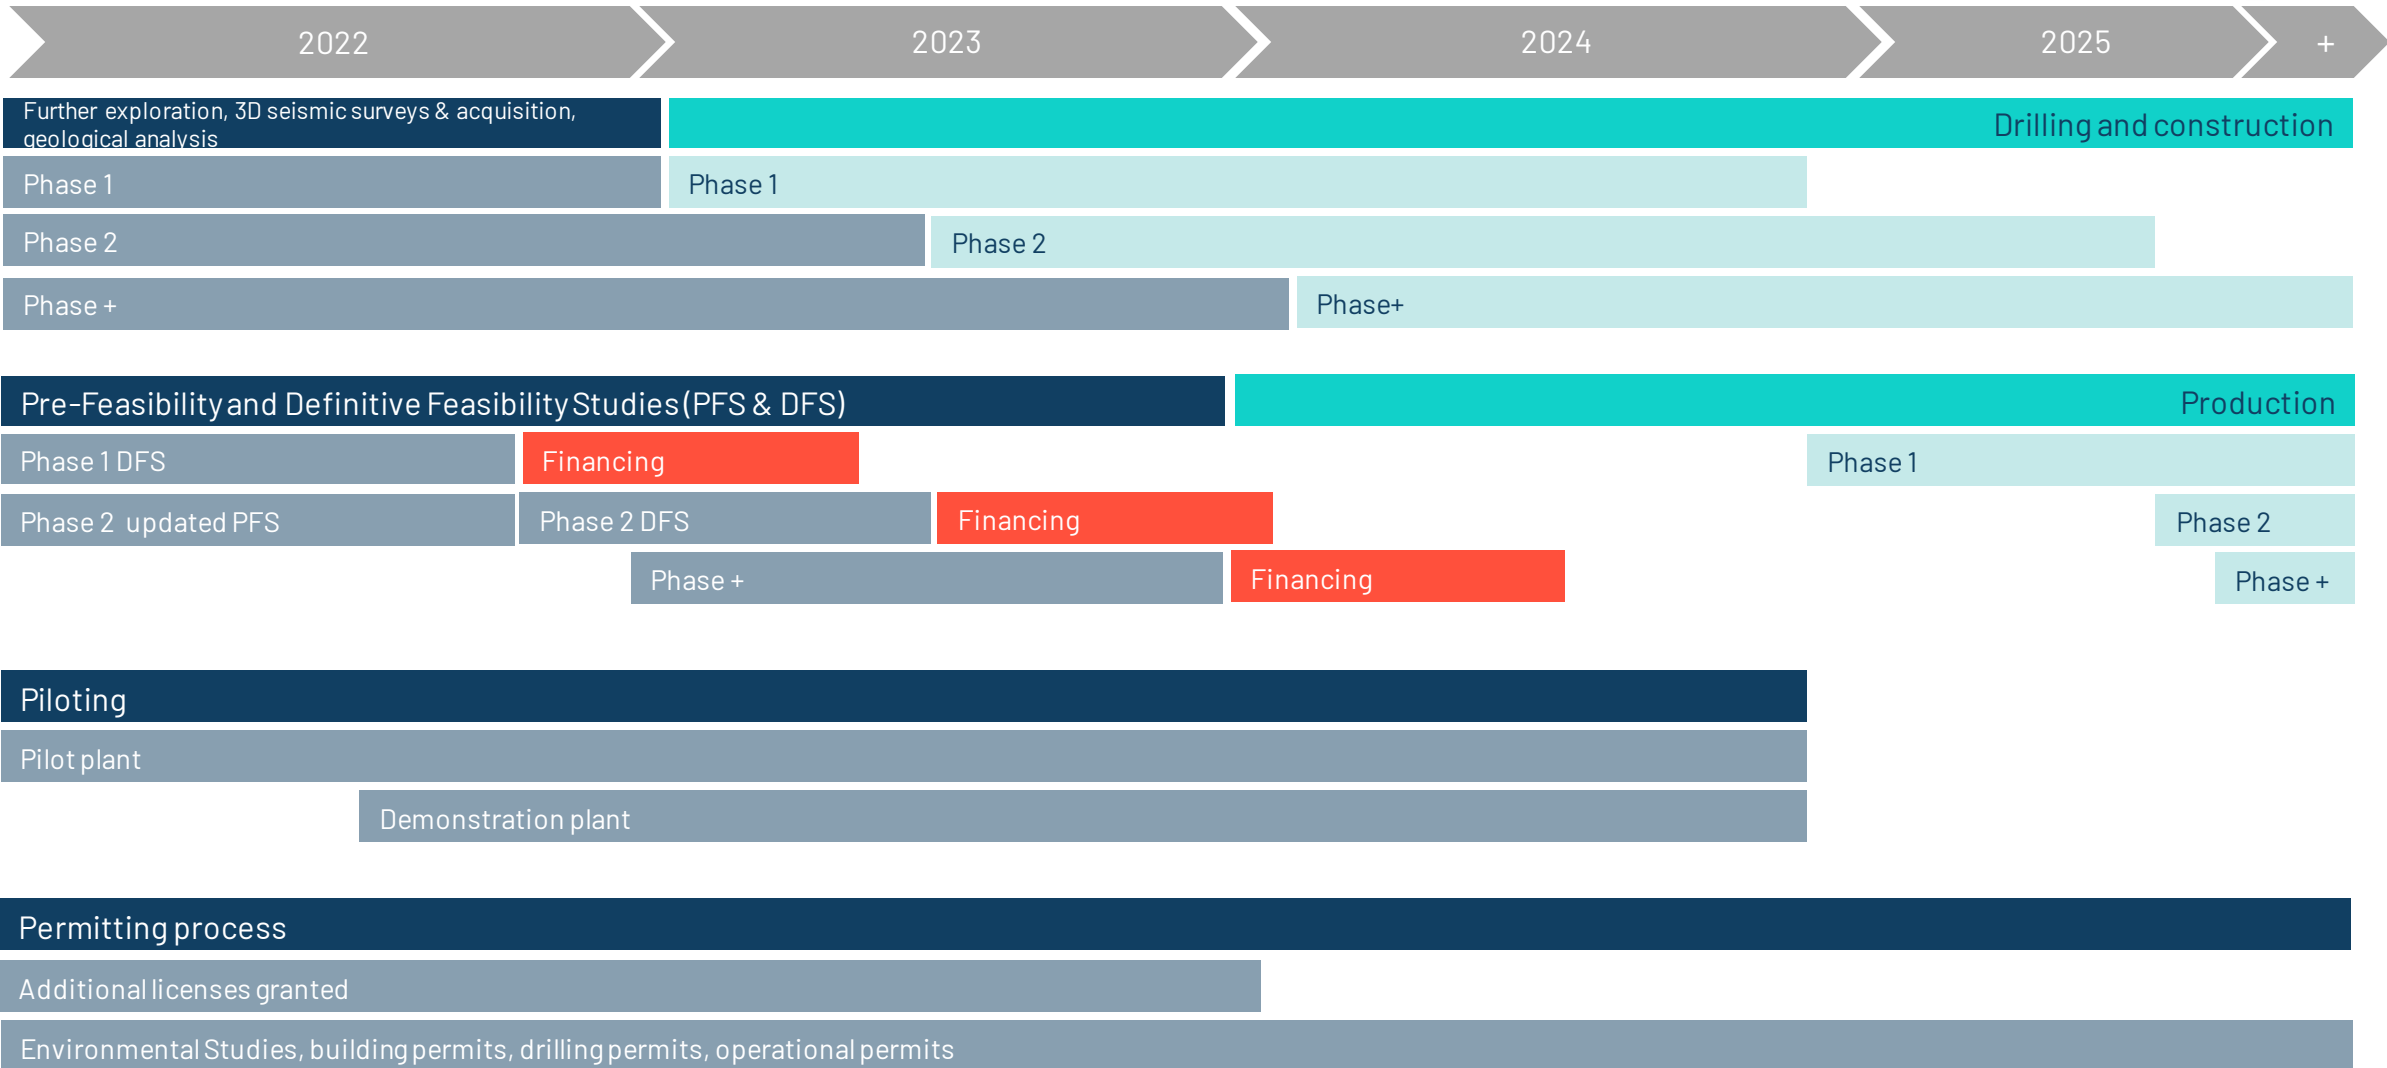 2022
2023
2024
2025
+
Further exploration, 3D seismic surveys & acquisition,
geological analysis
Drilling and construction
Phase 1
Phase 1
Phase 2
Phase 2
Phase +
Phase+
Pre-Feasibility and Definitive Feasibility Studies (PFS & DFS)
Production
Phase 1 DFS
Financing
Phase 1
Phase 2 updated PFS
Phase 2 DFS
Financing
Phase 2
Phase +
Financing
Phase +
Piloting
Pilot plant
Demonstration plant
Permitting process
Additional licenses granted
Environmental Studies, building permits, drilling permits, operational permits